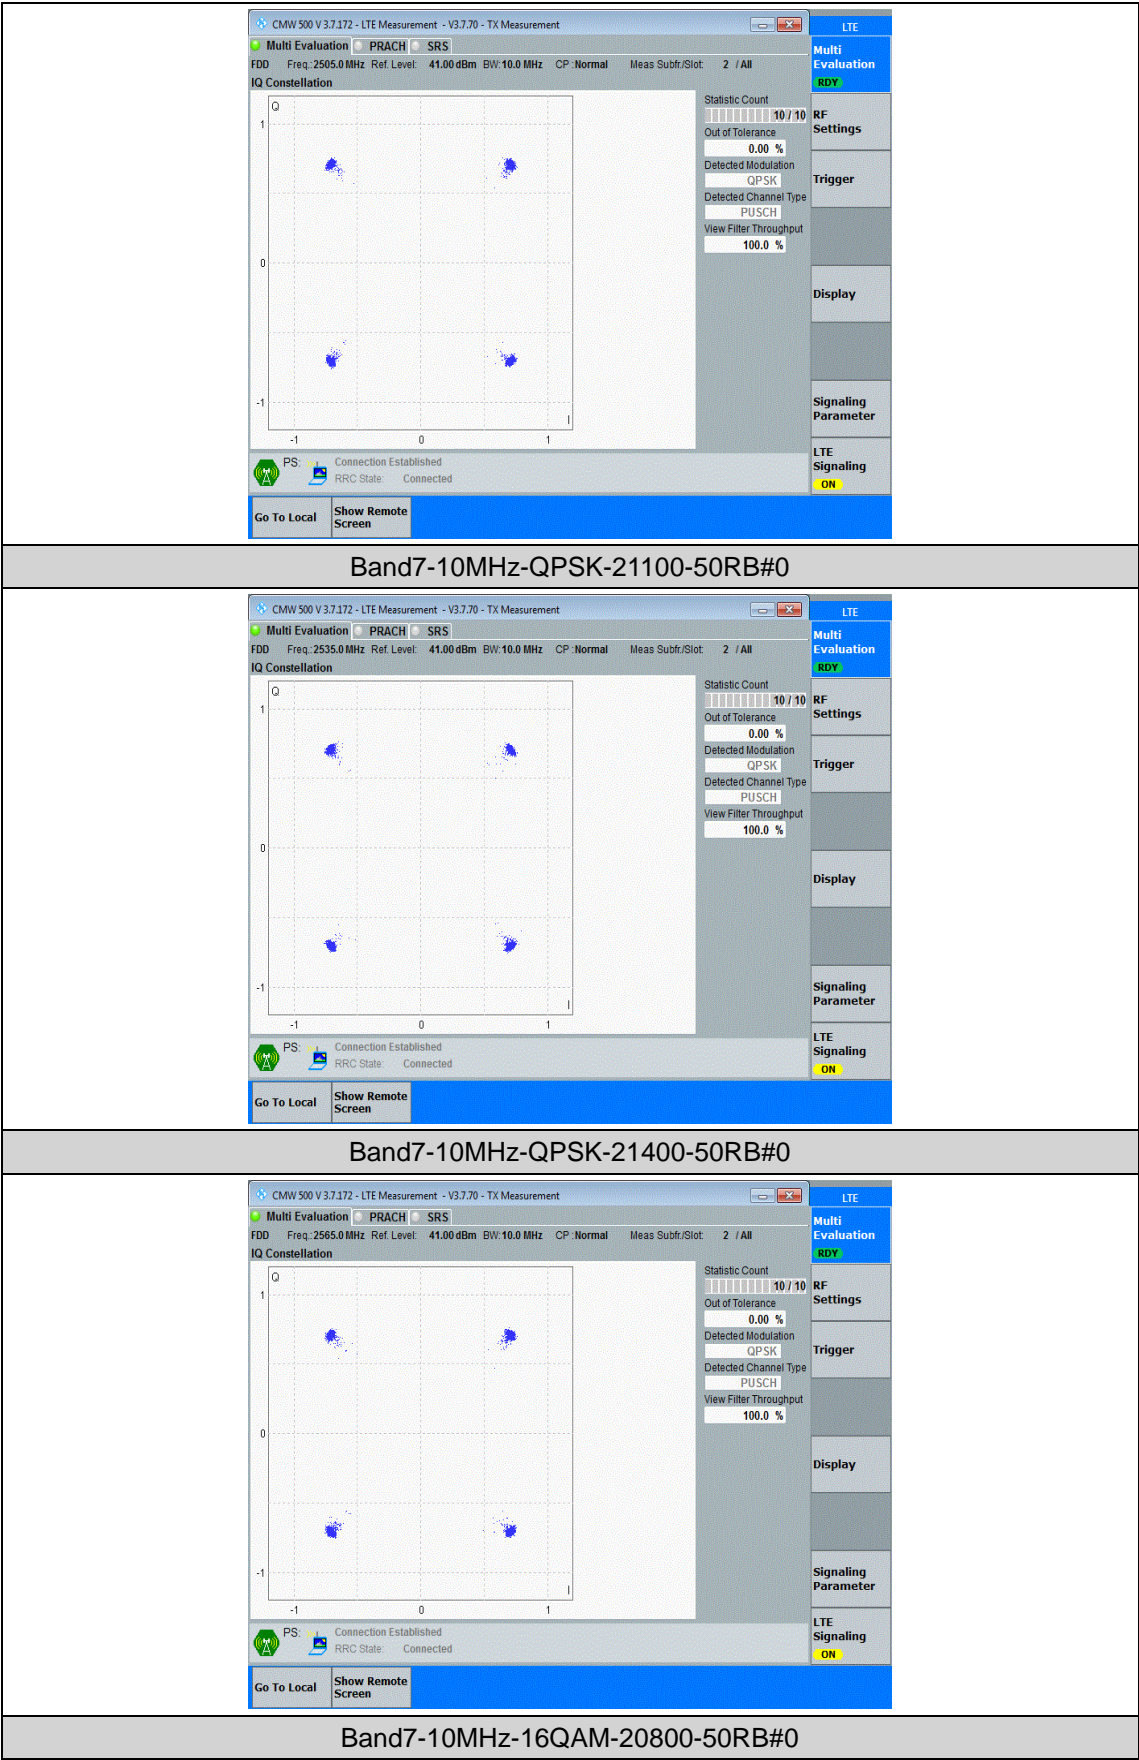 CMW 500 V 3.7.172 - LTE Measurement - V3.7.70 - TX Measurement
LTE
Multi Evaluation PRACH SRS
Multi
Evaluation
RDY
FDD Freq.: 2505.0 MHz Ref. Level: 41.00 dBm BW: 10.0 MHz CP : Normal Meas Subfr./Slot: 2 / All
IQ Constellation
Q
1
0
-1
I
-1 0 1
Statistic Count
10 / 10
Out of Tolerance
0.00 %
Detected Modulation
QPSK
Detected Channel Type
PUSCH
View Filter Throughput
100.0 %
RF
Settings
Trigger
Display
Signaling
Parameter
LTE
Signaling
ON
PS: Connection Established
RRC State: Connected
Go To Local
Show Remote
Screen
Band7-10MHz-QPSK-21100-50RB#0
CMW 500 V 3.7.172 - LTE Measurement - V3.7.70 - TX Measurement
LTE
Multi Evaluation PRACH SRS
Multi
Evaluation
RDY
FDD Freq.: 2535.0 MHz Ref. Level: 41.00 dBm BW: 10.0 MHz CP : Normal Meas Subfr./Slot: 2 / All
IQ Constellation
Q
1
0
-1
I
-1 0 1
Statistic Count
10 / 10
Out of Tolerance
0.00 %
Detected Modulation
QPSK
Detected Channel Type
PUSCH
View Filter Throughput
100.0 %
RF
Settings
Trigger
Display
Signaling
Parameter
LTE
Signaling
ON
PS: Connection Established
RRC State: Connected
Go To Local
Show Remote
Screen
Band7-10MHz-QPSK-21400-50RB#0
CMW 500 V 3.7.172 - LTE Measurement - V3.7.70 - TX Measurement
LTE
Multi Evaluation PRACH SRS
Multi
Evaluation
RDY
FDD Freq.: 2565.0 MHz Ref. Level: 41.00 dBm BW: 10.0 MHz CP : Normal Meas Subfr./Slot: 2 / All
IQ Constellation
Q
1
0
-1
I
-1 0 1
Statistic Count
10 / 10
Out of Tolerance
0.00 %
Detected Modulation
QPSK
Detected Channel Type
PUSCH
View Filter Throughput
100.0 %
RF
Settings
Trigger
Display
Signaling
Parameter
LTE
Signaling
ON
PS: Connection Established
RRC State: Connected
Go To Local
Show Remote
Screen
Band7-10MHz-16QAM-20800-50RB#0